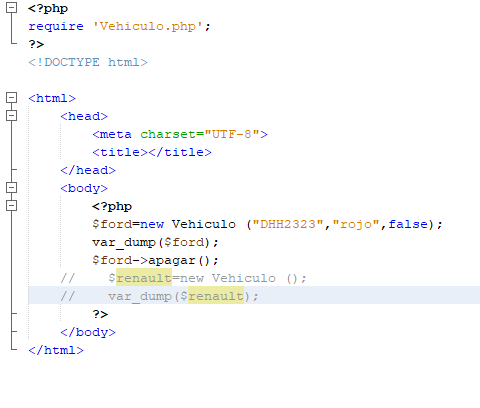 <?php
require 'Vehiculo.php';
?>
<!DOCTYPE html>

<html>
    <head>
        <meta charset="UTF-8">
        <title></title>
    </head>
    <body>
        <?php
        $ford=new Vehiculo ("DHH2323","rojo",false);
        var_dump($ford);
        $ford->apagar();
    //    $renault=new Vehiculo ();
    //    var_dump($renault);
        ?>
    </body>
</html>